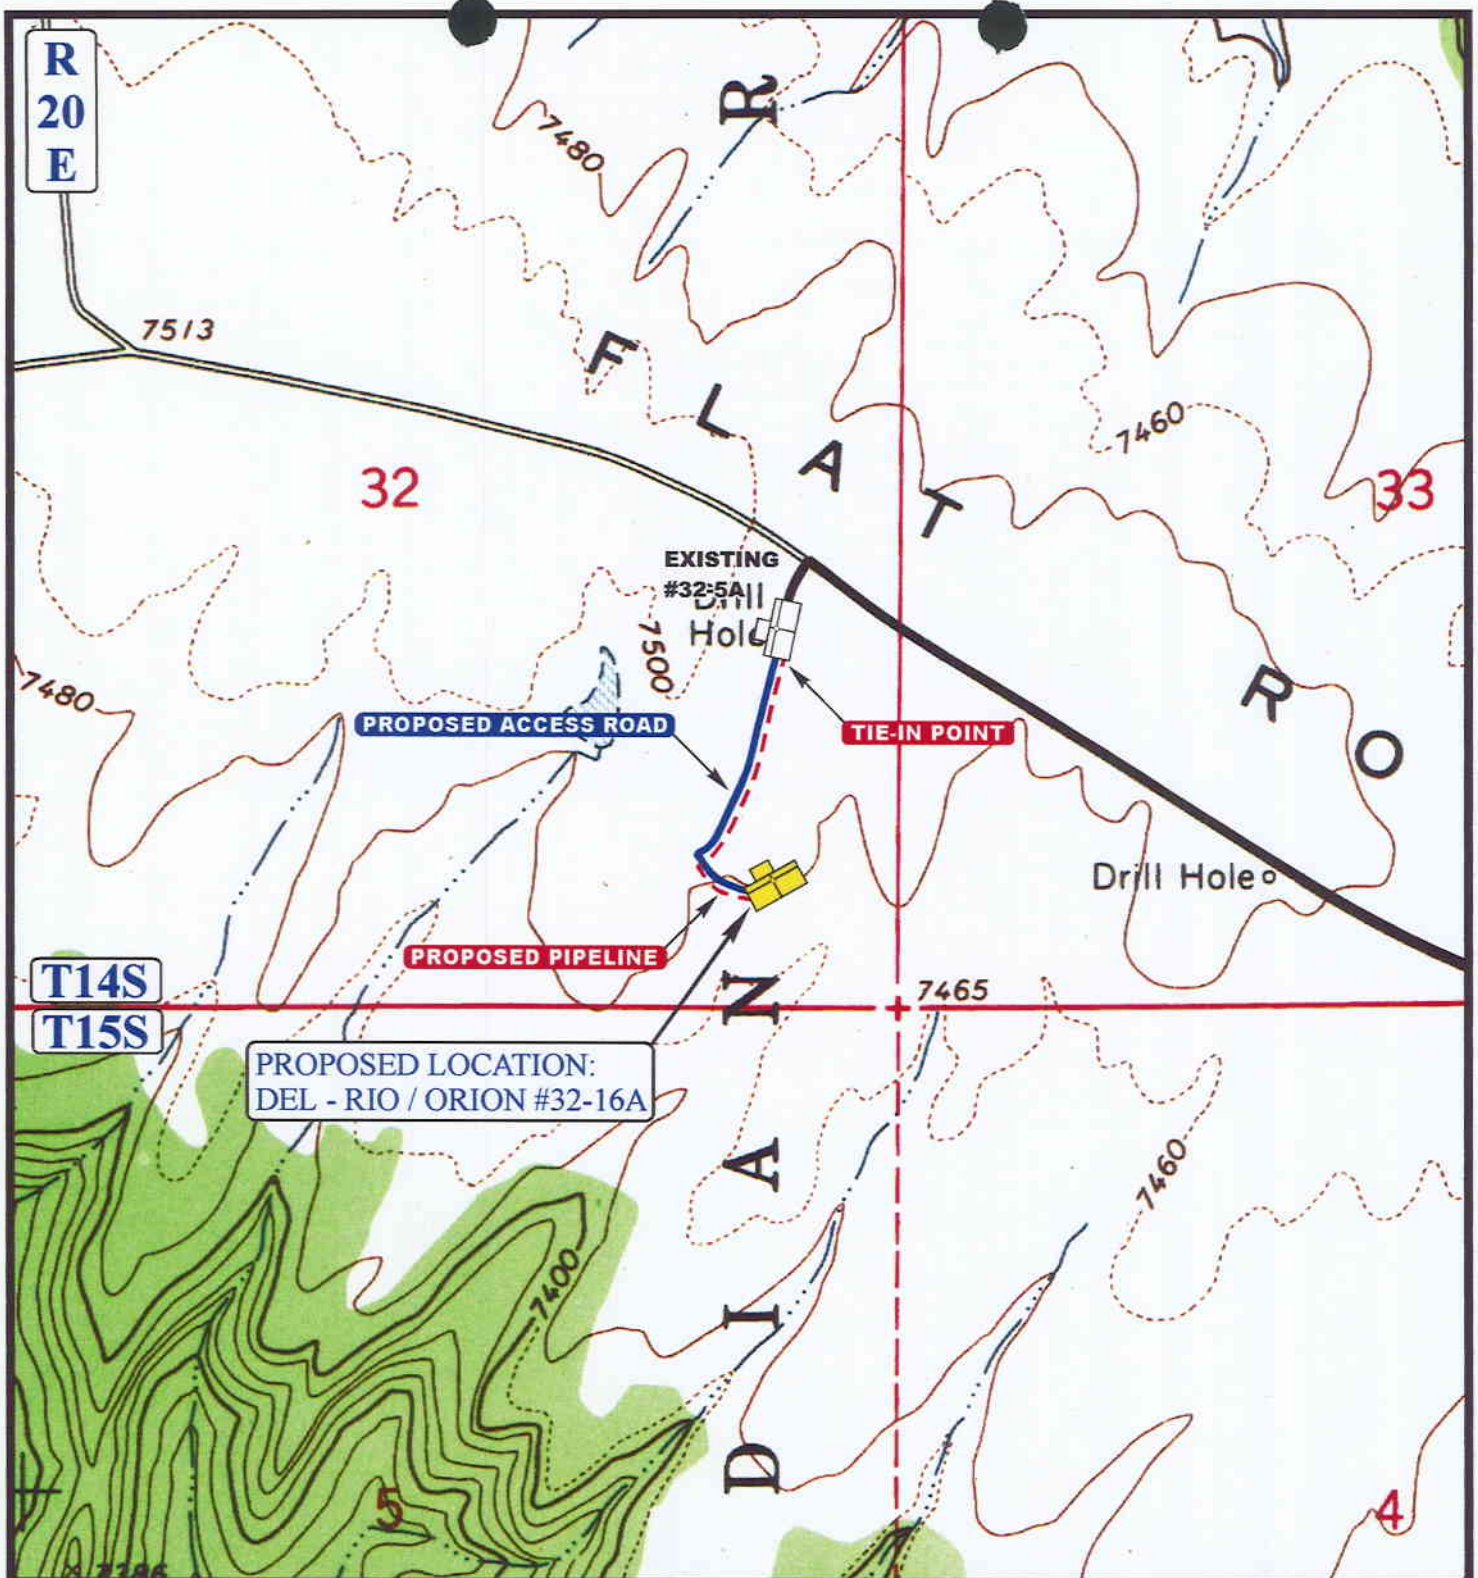 R
20
E
R
7480
7513
F
L
A
T
7460
32
33
EXISTING
#32-5A
Drill
Hole
7500
7480
R
O
PROPOSED ACCESS ROAD
TIE-IN POINT
Drill Hole
PROPOSED PIPELINE
T14S
N
7465
T15S
PROPOSED LOCATION:
DEL - RIO / ORION #32-16A
A
7460
7400
I
D
5
4
7386